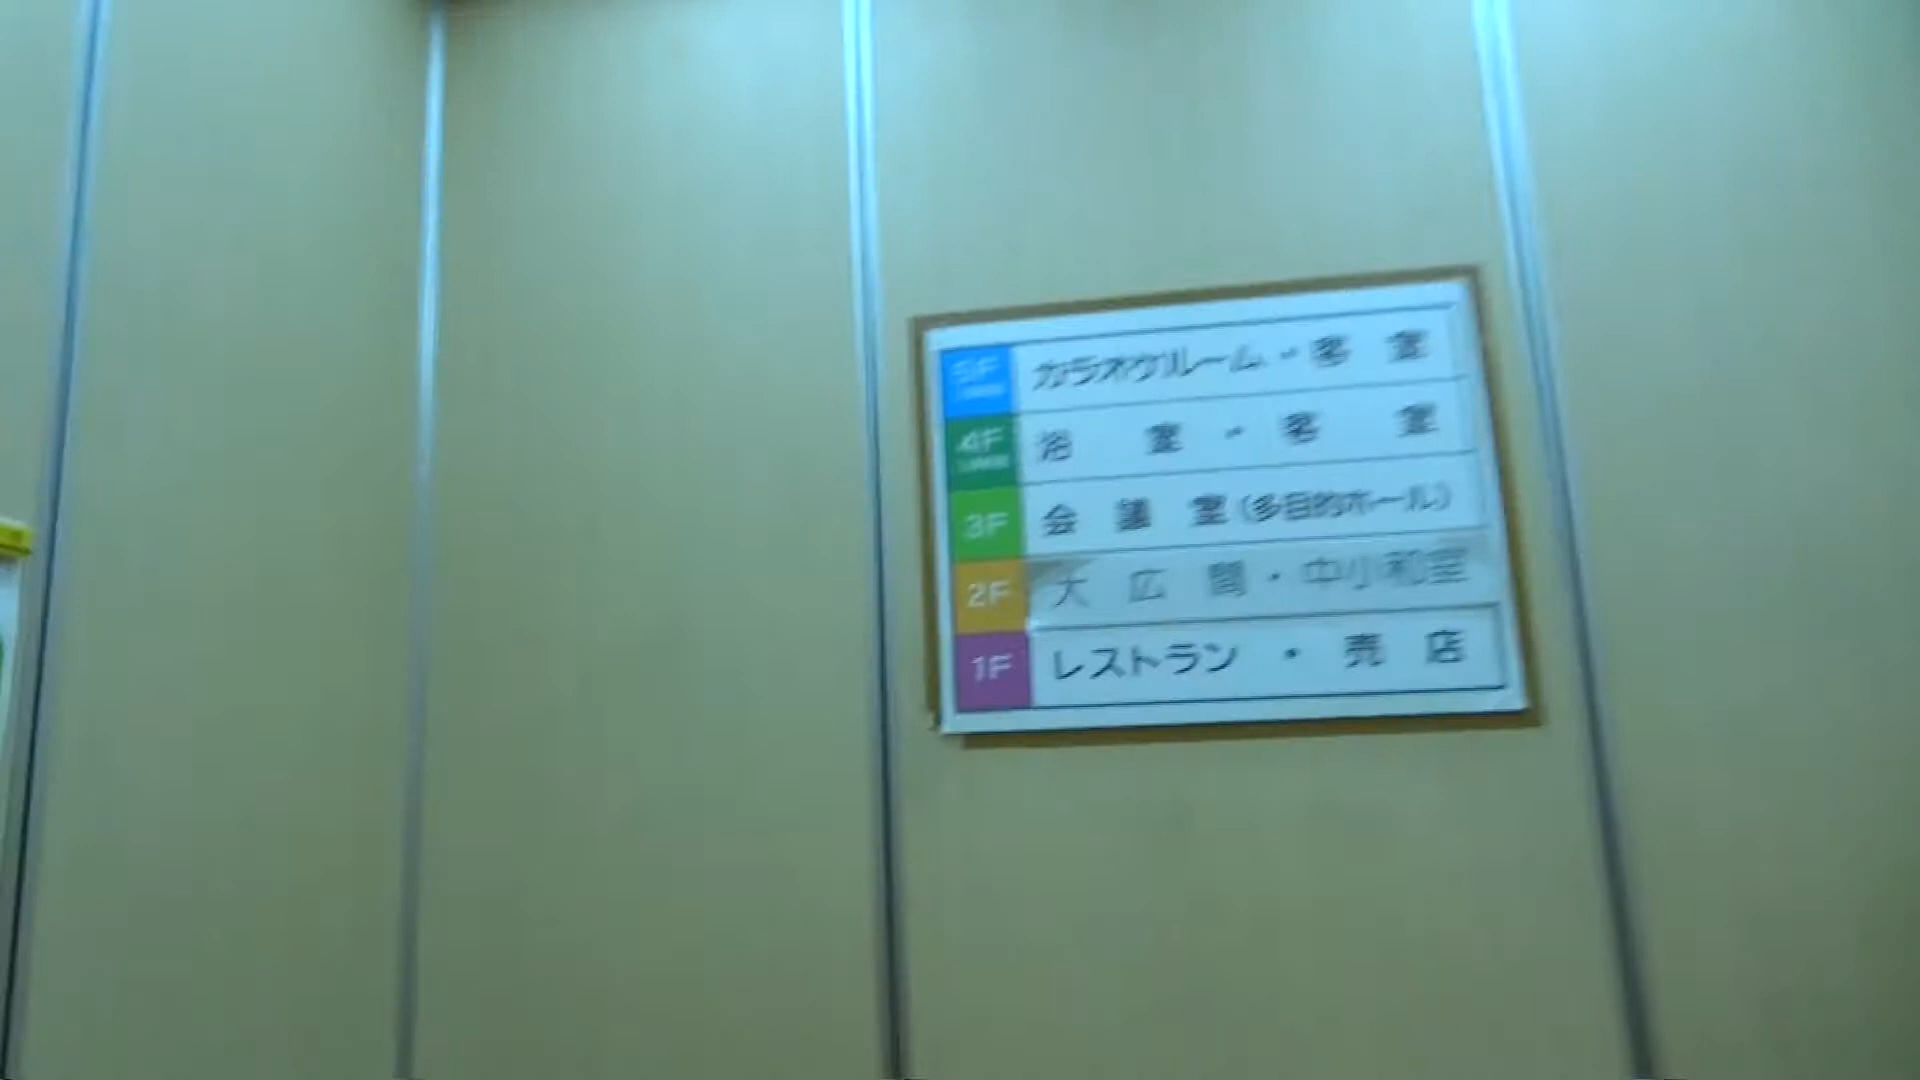 5F カラオケルーム・客室
4F 浴室・客室
3F 会議室(多目的ホール)
2F 大広間・中小和室
1F レストラン・売店